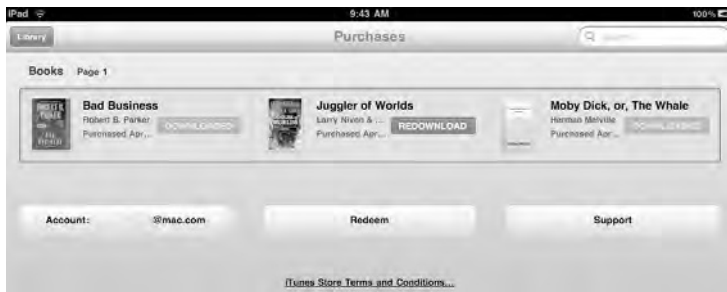 iPad 9:43 AM 100%
Library Purchases
Books Page 1
Bad Business
Robert B. Parker
DOWNLOADED
Purchased Apr...
Juggler of Worlds
Larry Niven & ...
REDOWNLOAD
Purchased Apr...
Moby Dick, or, The Whale
Herman Melville
DOWNLOADED
Purchased Apr...
Account: @mac.com
Redeem
Support
iTunes Store Terms and Conditions...